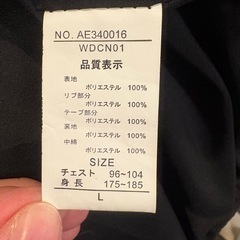 NO. AE340016
WDCN01
品質表示
表地
ポリエステル 100%
リブ部分
ポリエステル 100%
テープ部分
ポリエステル 100%
裏地
ポリエステル 100%
中綿
ポリエステル 100%
SIZE
チェスト 96~104
身長 175~185
L